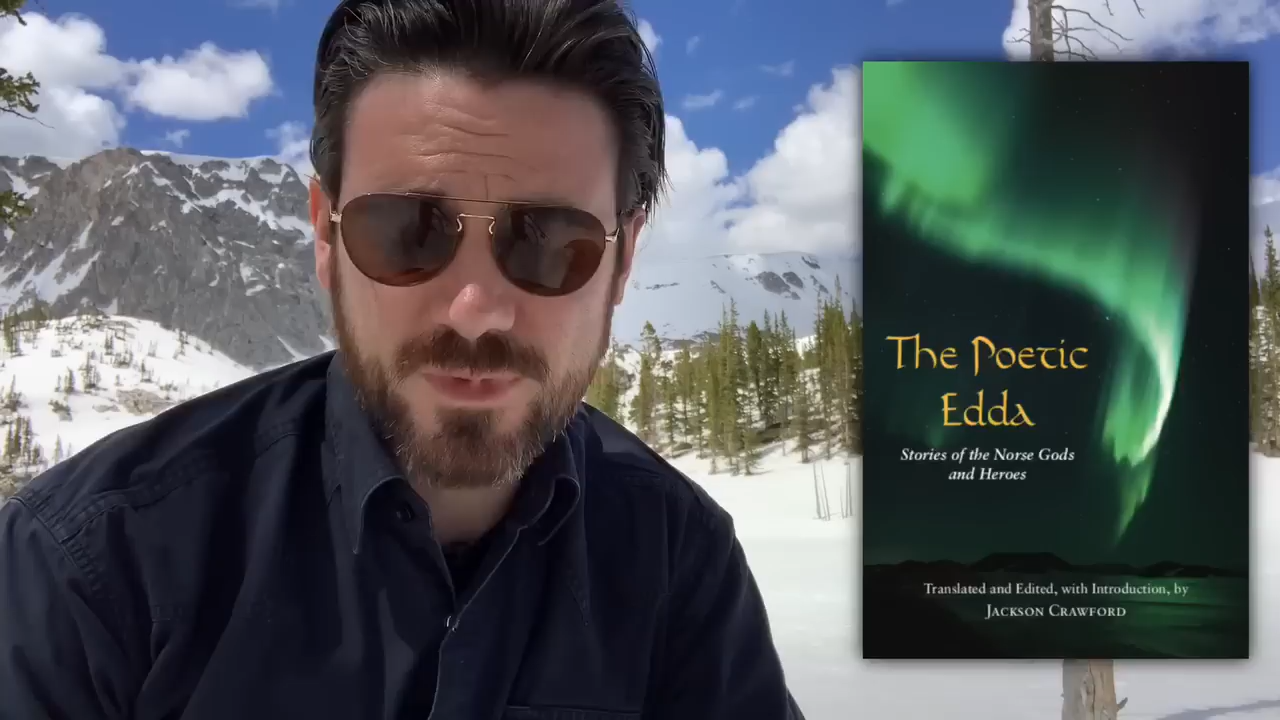 The Poetic
Edda
Stories of the Norse Gods
and Heroes
Translated and Edited, with Introduction, by
Jackson Crawford